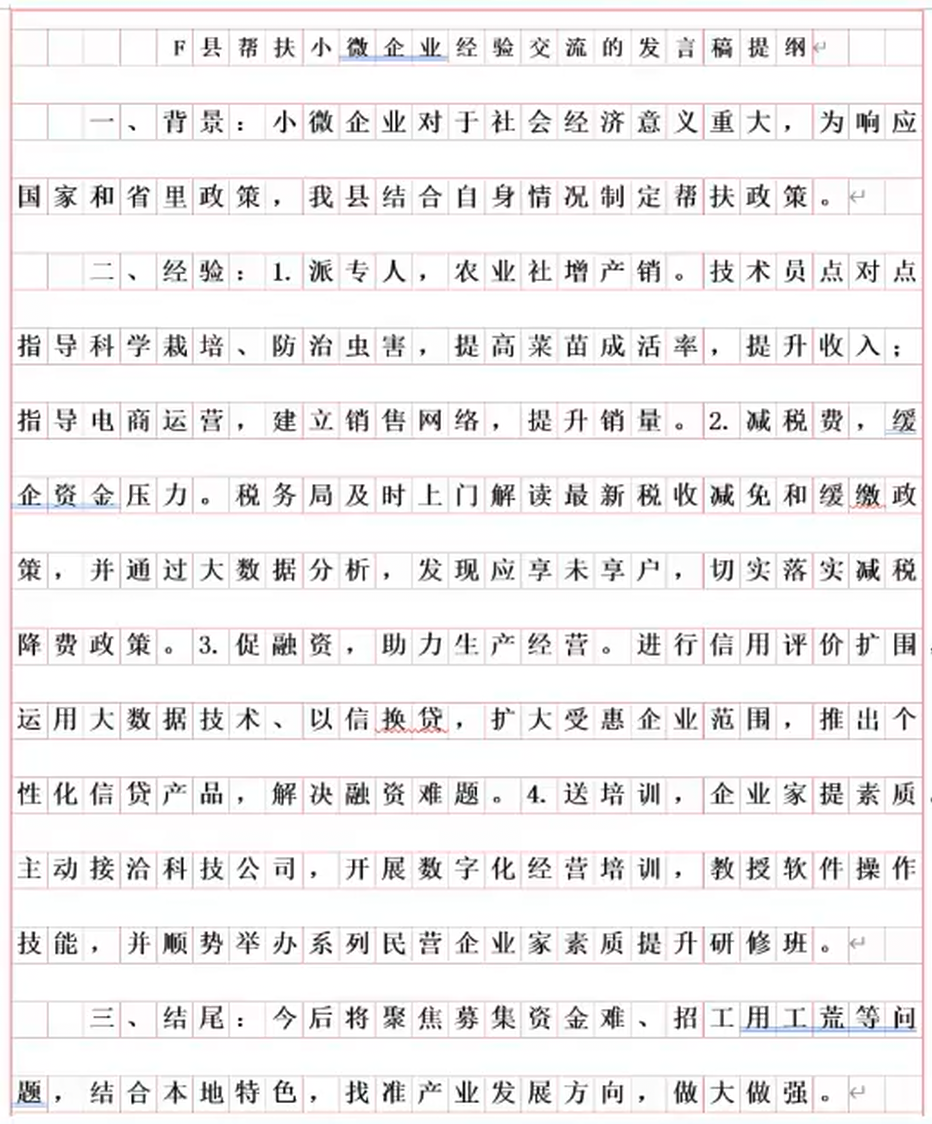 F县帮扶小微企业经验交流的发言稿提纲
一、背景：小微企业对于社会经济意义重大，为响应
国家和省里政策，我县结合自身情况制定帮扶政策。
二、经验：1.派专人，农业社增产销。技术员点对点
指导科学栽培、防治虫害，提高菜苗成活率，提升收入；
指导电商运营，建立销售网络，提升销量。2.减税费，缓
企资金压力。税务局及时上门解读最新税收减免和缓缴政
策，并通过大数据分析，发现应享未享户，切实落实减税
降费政策。3.促融资，助力生产经营。进行信用评价扩围，
运用大数据技术、以信换贷，扩大受惠企业范围，推出个
性化信贷产品，解决融资难题。4.送培训，企业家提素质。
主动接洽科技公司，开展数字化经营培训，教授软件操作
技能，并顺势举办系列民营企业家素质提升研修班。
三、结尾：今后将聚焦募集资金难、招工用工荒等问
题，结合本地特色，找准产业发展方向，做大做强。